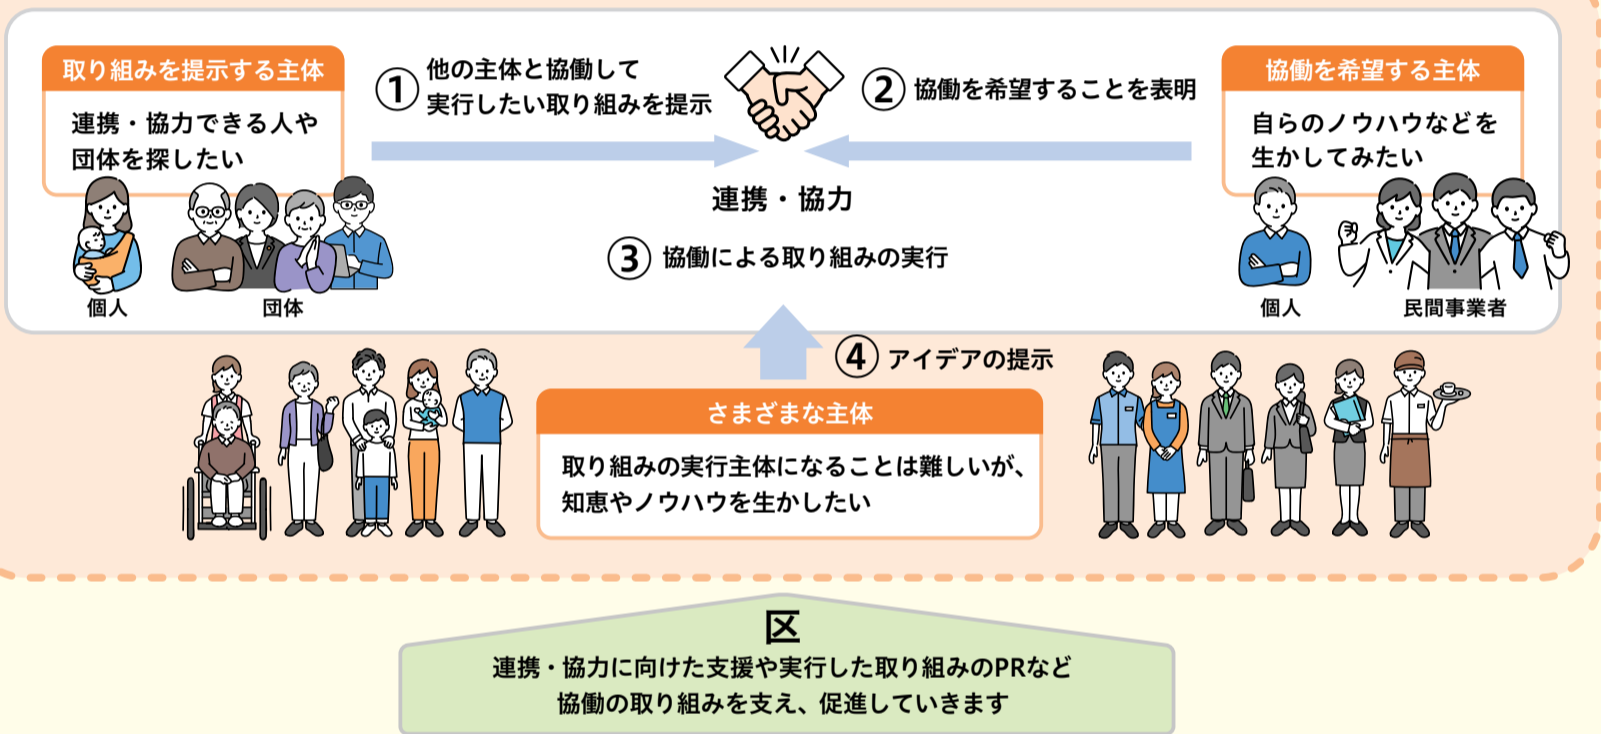 取り組みを提示する主体
連携・協力できる人や
団体を探したい
個人
団体
①
他の主体と協働して
実行したい取り組みを提示
② 協働を希望することを表明
協働を希望する主体
自らのノウハウなどを
生かしてみたい
個人
民間事業者
連携・協力
③ 協働による取り組みの実行
④ アイデアの提示
さまざまな主体
取り組みの実行主体になることは難しいが、
知恵やノウハウを生かしたい
区
連携・協力に向けた支援や実行した取り組みのPRなど
協働の取り組みを支え、促進していきます